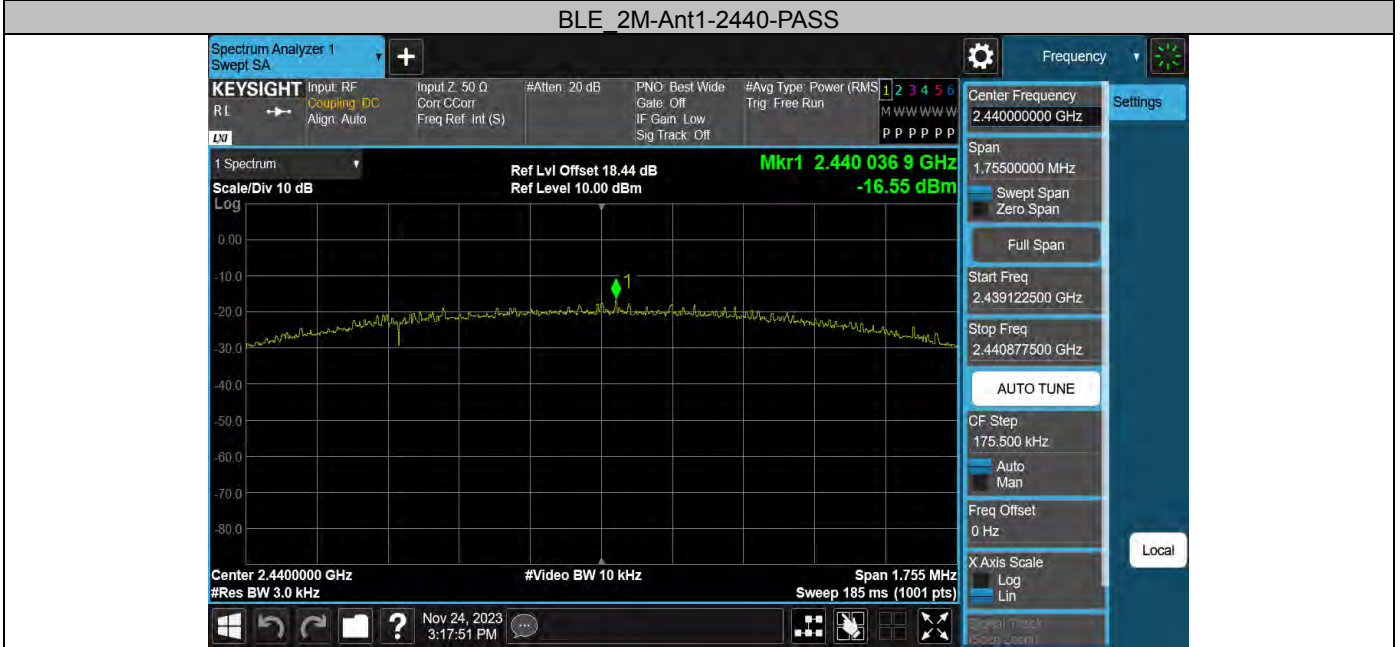 BLE_2M-Ant1-2440-PASS
Spectrum Analyzer 1
Swept SA
Frequency
KEYSIGHT
R L
LXI
Input: RF
Coupling: DC
Align: Auto
Input Z: 50 Ω
Corr CCorr
Freq Ref: Int (S)
#Atten: 20 dB
PNO: Best Wide
Gate: Off
IF Gain: Low
Sig Track: Off
#Avg Type: Power (RMS
Trig: Free Run
1 2 3 4 5 6
M W W W W W
P P P P P P
1 Spectrum
Scale/Div 10 dB
Ref Lvl Offset 18.44 dB
Ref Level 10.00 dBm
Mkr1 2.440 036 9 GHz
-16.55 dBm
Log
0.00
-10.0
-20.0
-30.0
-40.0
-50.0
-60.0
-70.0
-80.0
1
Center 2.4400000 GHz
#Res BW 3.0 kHz
#Video BW 10 kHz
Span 1.755 MHz
Sweep 185 ms (1001 pts)
Nov 24, 2023
3:17:51 PM
Center Frequency
2.440000000 GHz
Settings
Span
1.75500000 MHz
Swept Span
Zero Span
Full Span
Start Freq
2.439122500 GHz
Stop Freq
2.440877500 GHz
AUTO TUNE
CF Step
175.500 kHz
Auto
Man
Freq Offset
0 Hz
X Axis Scale
Log
Lin
Local
Signal Track
(Span Zoom)